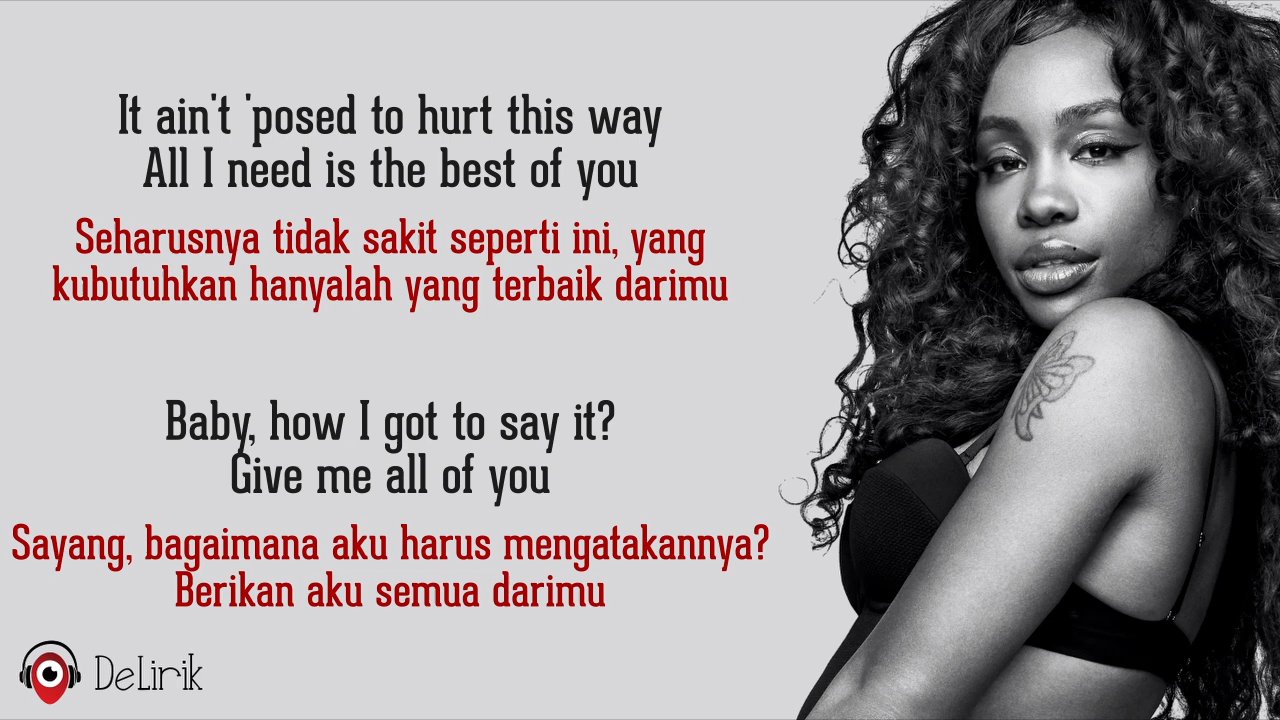 It ain't 'posed to hurt this way
All I need is the best of you
Seharusnya tidak sakit seperti ini, yang
kubutuhkan hanyalah yang terbaik darimu
Baby, how I got to say it?
Give me all of you
Sayang, bagaimana aku harus mengatakannya?
Berikan aku semua darimu
DeLirik